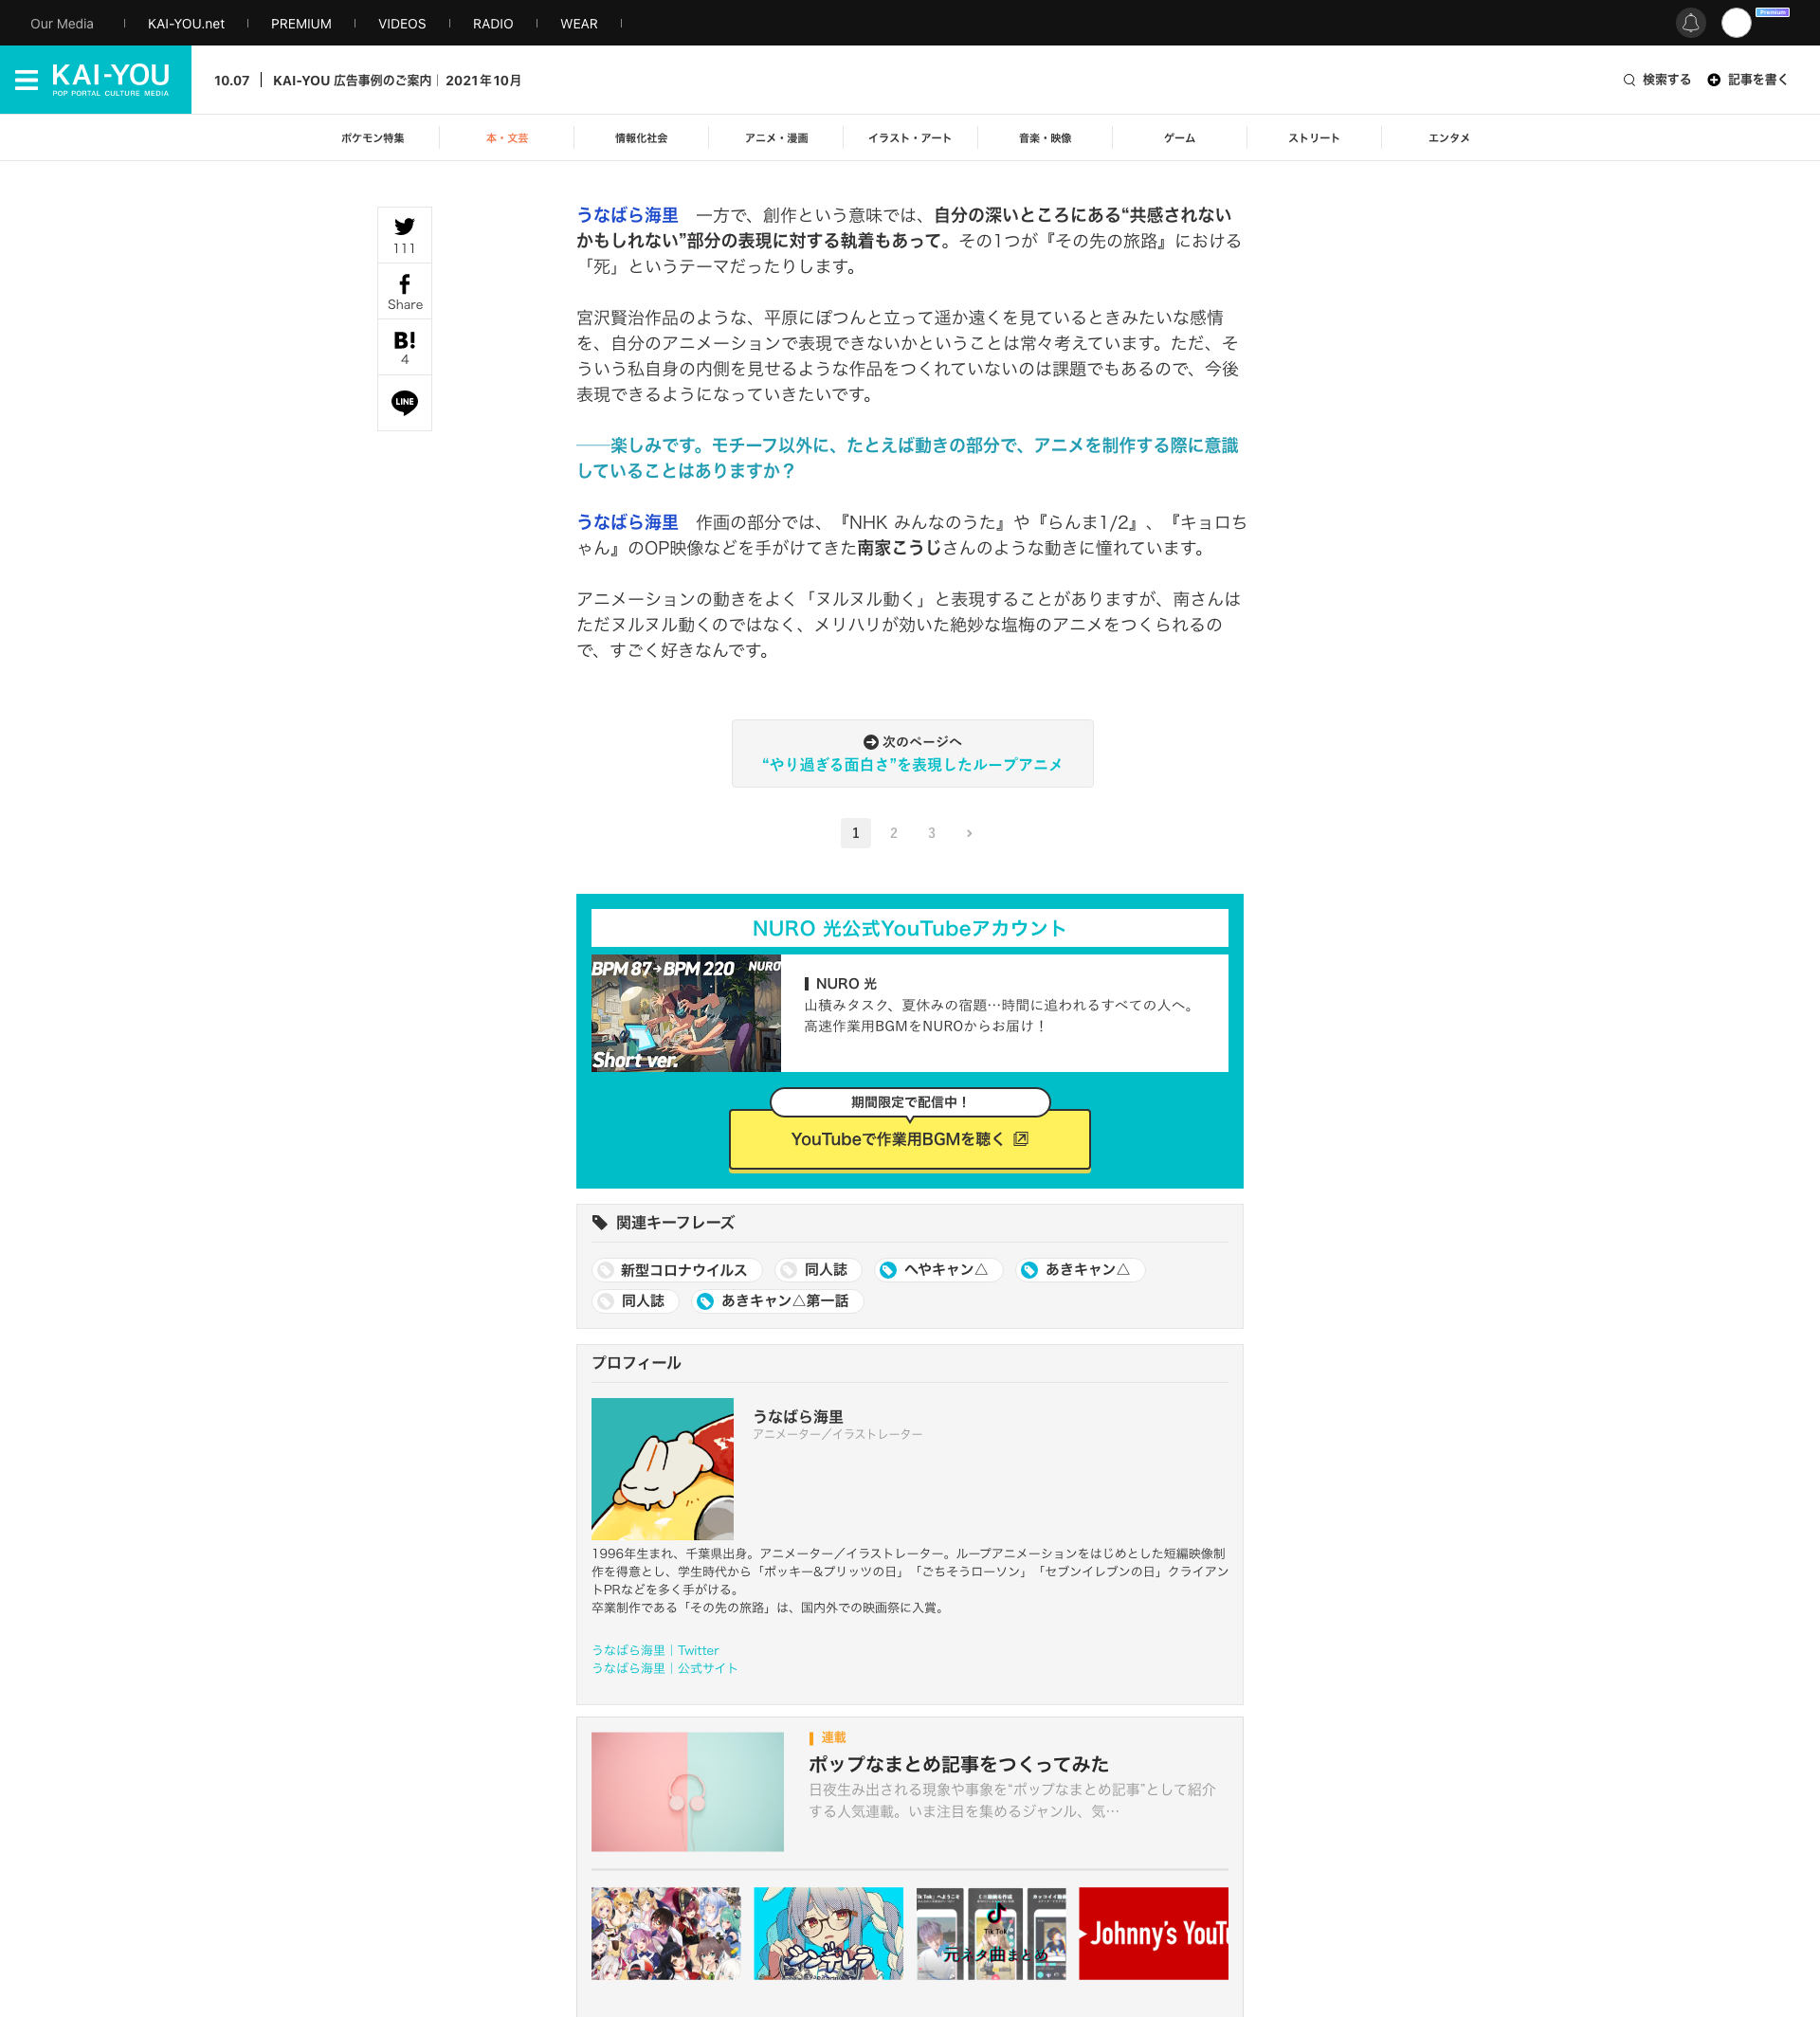 Our Media
KAI-YOU.net
PREMIUM
VIDEOS
RADIO
WEAR
Premium
KAI-YOU
POP PORTAL CULTURE MEDIA
10.07
KAI-YOU 広告事例のご案内｜2021年10月
検索する
記事を書く
ポケモン特集
本・文芸
情報化社会
アニメ・漫画
イラスト・アート
音楽・映像
ゲーム
ストリート
エンタメ
111
Share
B!
4
LINE
うなばら海里　一方で、創作という意味では、自分の深いところにある“共感されない
かもしれない”部分の表現に対する執着もあって。その1つが『その先の旅路』における
「死」というテーマだったりします。
宮沢賢治作品のような、平原にぽつんと立って遥か遠くを見ているときみたいな感情
を、自分のアニメーションで表現できないかということは常々考えています。ただ、そ
ういう私自身の内側を見せるような作品をつくれていないのは課題でもあるので、今後
表現できるようになっていきたいです。
──楽しみです。モチーフ以外に、たとえば動きの部分で、アニメを制作する際に意識
していることはありますか？
うなばら海里　作画の部分では、『NHK みんなのうた』や『らんま1/2』、『キョロち
ゃん』のOP映像などを手がけてきた南家こうじさんのような動きに憧れています。
アニメーションの動きをよく「ヌルヌル動く」と表現することがありますが、南さんは
ただヌルヌル動くのではなく、メリハリが効いた絶妙な塩梅のアニメをつくられるの
で、すごく好きなんです。
次のページへ
“やり過ぎる面白さ”を表現したループアニメ
1 2 3 ›
NURO 光公式YouTubeアカウント
BPM 87→BPM 220 NURO
Short ver.
NURO 光
山積みタスク、夏休みの宿題…時間に追われるすべての人へ。
高速作業用BGMをNUROからお届け！
期間限定で配信中！
YouTubeで作業用BGMを聴く
関連キーフレーズ
新型コロナウイルス
同人誌
へやキャン△
あきキャン△
同人誌
あきキャン△第一話
プロフィール
うなばら海里
アニメーター／イラストレーター
1996年生まれ、千葉県出身。アニメーター／イラストレーター。ループアニメーションをはじめとした短編映像制
作を得意とし、学生時代から「ポッキー&プリッツの日」「ごちそうローソン」「セブンイレブンの日」クライアン
トPRなどを多く手がける。
卒業制作である「その先の旅路」は、国内外での映画祭に入賞。
うなばら海里｜Twitter
うなばら海里｜公式サイト
連載
ポップなまとめ記事をつくってみた
日夜生み出される現象や事象を“ポップなまとめ記事”として紹介
する人気連載。いま注目を集めるジャンル、気…
シンデレラ
Tik Tok
元ネタ曲まとめ
Johnny's YouT